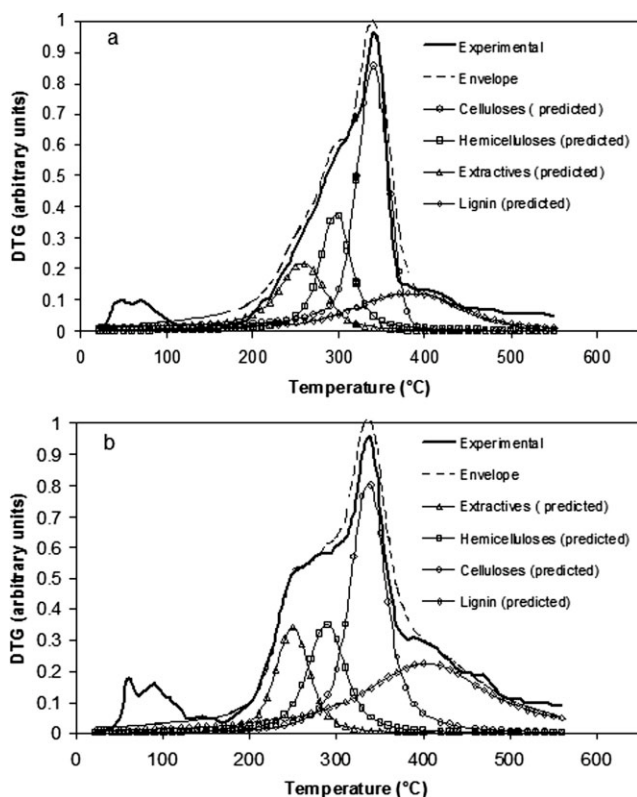 a
1
0.9
0.8
0.7
0.6
0.5
0.4
0.3
0.2
0.1
0
DTG (arbitrary units)
Experimental
Envelope
Celluloses ( predicted)
Hemicelluloses (predicted)
Extractives (predicted)
Lignin (predicted)
0 100 200 300 400 500 600
Temperature (°C)
b
1
0.9
0.8
0.7
0.6
0.5
0.4
0.3
0.2
0.1
0
DTG (arbitrary units)
Experimental
Envelope
Extractives ( predicted)
Hemicelluloses (predicted)
Celluloses (predicted)
Lignin (predicted)
0 100 200 300 400 500 600
Temperature (°C)